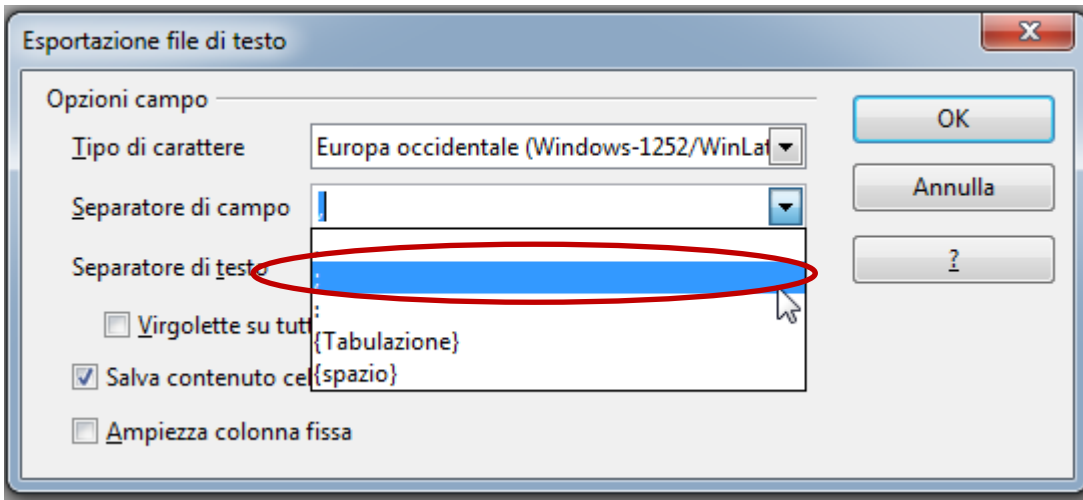 Esportazione file di testo
Opzioni campo
OK
Tipo di carattere
Europa occidentale (Windows-1252/WinLat
Annulla
Separatore di campo
,
?
,
Separatore di testo
;
:
Virgolette su tutt
{Tabulazione}
Salva contenuto cel
{spazio}
Ampiezza colonna fissa